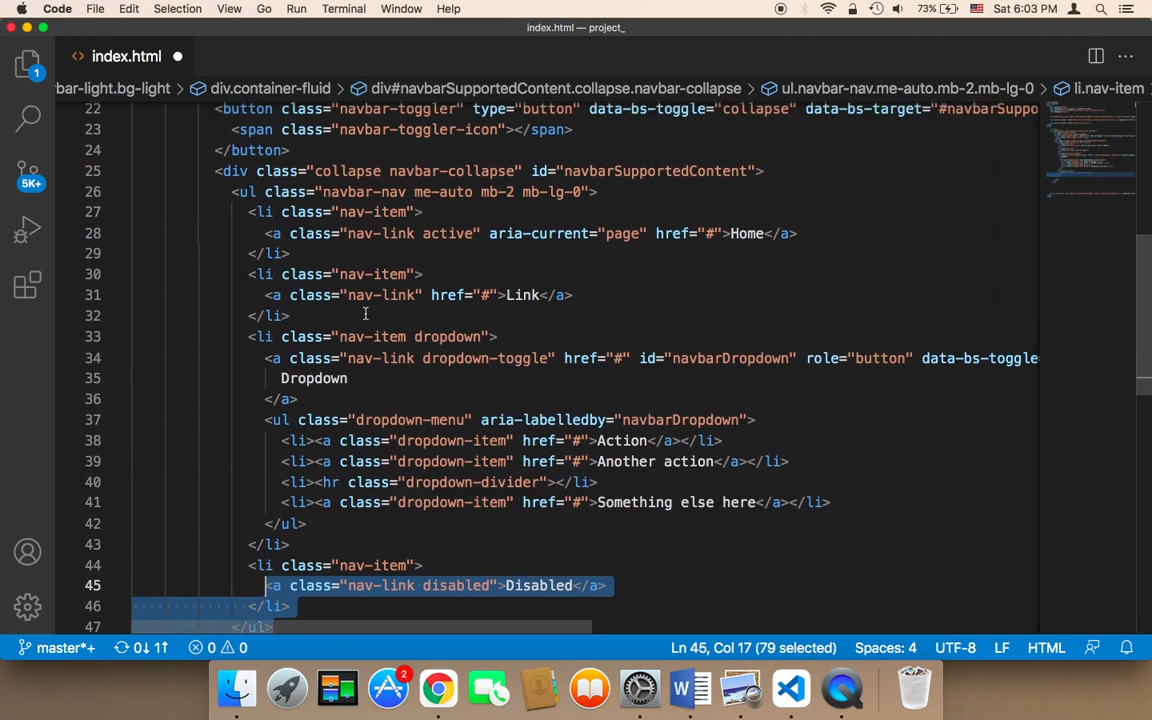 Code File Edit Selection View Go Run Terminal Window Help 73% Sat 6:03 PM
index.html — project_
<> index.html
1
bar-light.bg-light > div.container-fluid > div#navbarSupportedContent.collapse.navbar-collapse > ul.navbar-nav.me-auto.mb-2.mb-lg-0 > li.nav-item
22 <button class="navbar-toggler" type="button" data-bs-toggle="collapse" data-bs-target="#navbarSuppo
23 <span class="navbar-toggler-icon"></span>
24 </button>
25 <div class="collapse navbar-collapse" id="navbarSupportedContent">
5K+
26 <ul class="navbar-nav me-auto mb-2 mb-lg-0">
27 <li class="nav-item">
28 <a class="nav-link active" aria-current="page" href="#">Home</a>
29 </li>
30 <li class="nav-item">
31 <a class="nav-link" href="#">Link</a>
32 </li>
33 <li class="nav-item dropdown">
34 <a class="nav-link dropdown-toggle" href="#" id="navbarDropdown" role="button" data-bs-toggle=
35 Dropdown
36 </a>
37 <ul class="dropdown-menu" aria-labelledby="navbarDropdown">
38 <li><a class="dropdown-item" href="#">Action</a></li>
39 <li><a class="dropdown-item" href="#">Another action</a></li>
40 <li><hr class="dropdown-divider"></li>
41 <li><a class="dropdown-item" href="#">Something else here</a></li>
42 </ul>
43 </li>
44 <li class="nav-item">
45 <a class="nav-link disabled">Disabled</a>
46 </li>
47 </ul>
master*+ 0↓ 1↑ 0 0 Ln 45, Col 17 (79 selected) Spaces: 4 UTF-8 LF HTML
2